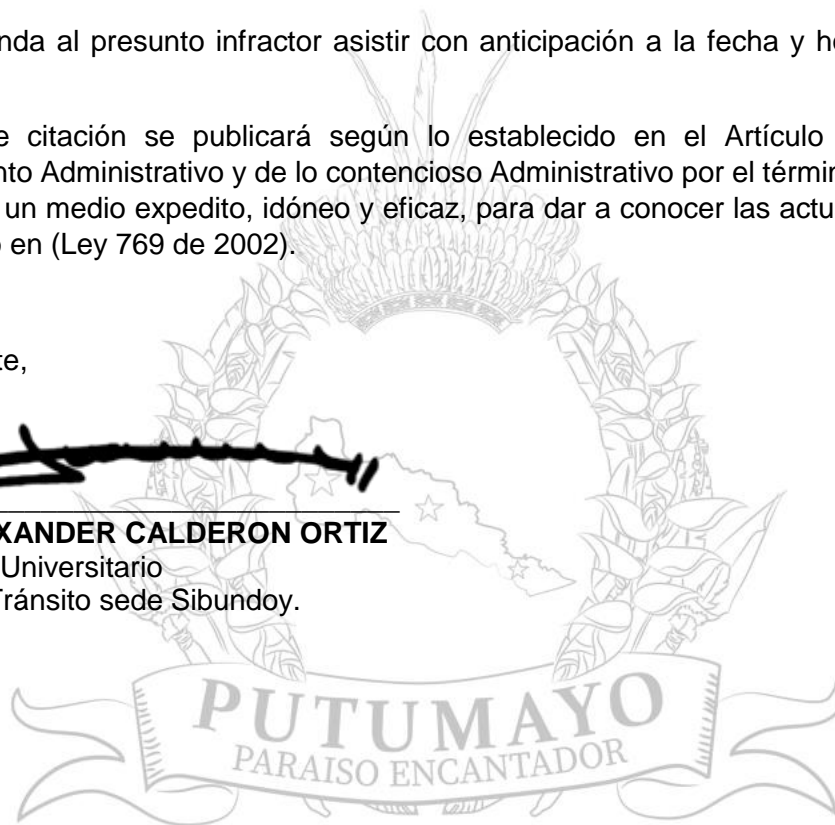 nda al presunto infractor asistir con anticipación a la fecha y h
e citación se publicará según lo establecido en el Artículo
nto Administrativo y de lo contencioso Administrativo por el térmi
un medio expedito, idóneo y eficaz, para dar a conocer las actu
o en (Ley 769 de 2002).
te,
XANDER CALDERON ORTIZ
Universitario
Tránsito sede Sibundoy.
PUTUMAYO
PARAISO ENCANTADOR